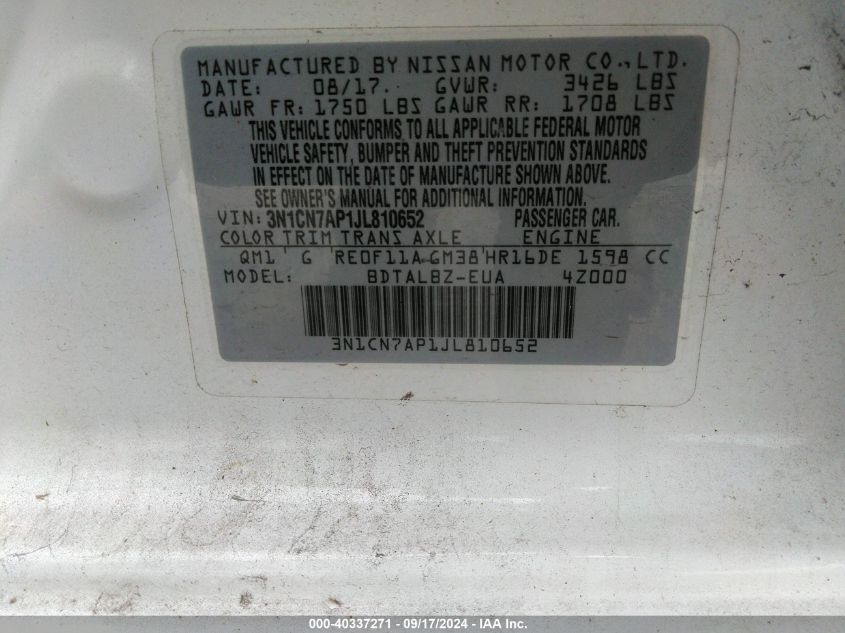 MANUFACTURED BY NISSAN MOTOR CO., LTD.
DATE: 08/17. GVWR: 3426 LBS
GAWR FR: 1750 LBS GAWR RR: 1708 LBS
THIS VEHICLE CONFORMS TO ALL APPLICABLE FEDERAL MOTOR
VEHICLE SAFETY, BUMPER AND THEFT PREVENTION STANDARDS
IN EFFECT ON THE DATE OF MANUFACTURE SHOWN ABOVE.
SEE OWNER'S MANUAL FOR ADDITIONAL INFORMATION.
VIN: 3N1CN7AP1JL810652 PASSENGER CAR.
COLOR TRIM TRANS AXLE ENGINE
QM1 G RE0F11A GM38 HR16DE 1598 CC
MODEL: BDTALBZ-EUA 4Z000
3N1CN7AP1JL810652
000-40337271 - 09/17/2024 - IAA Inc.